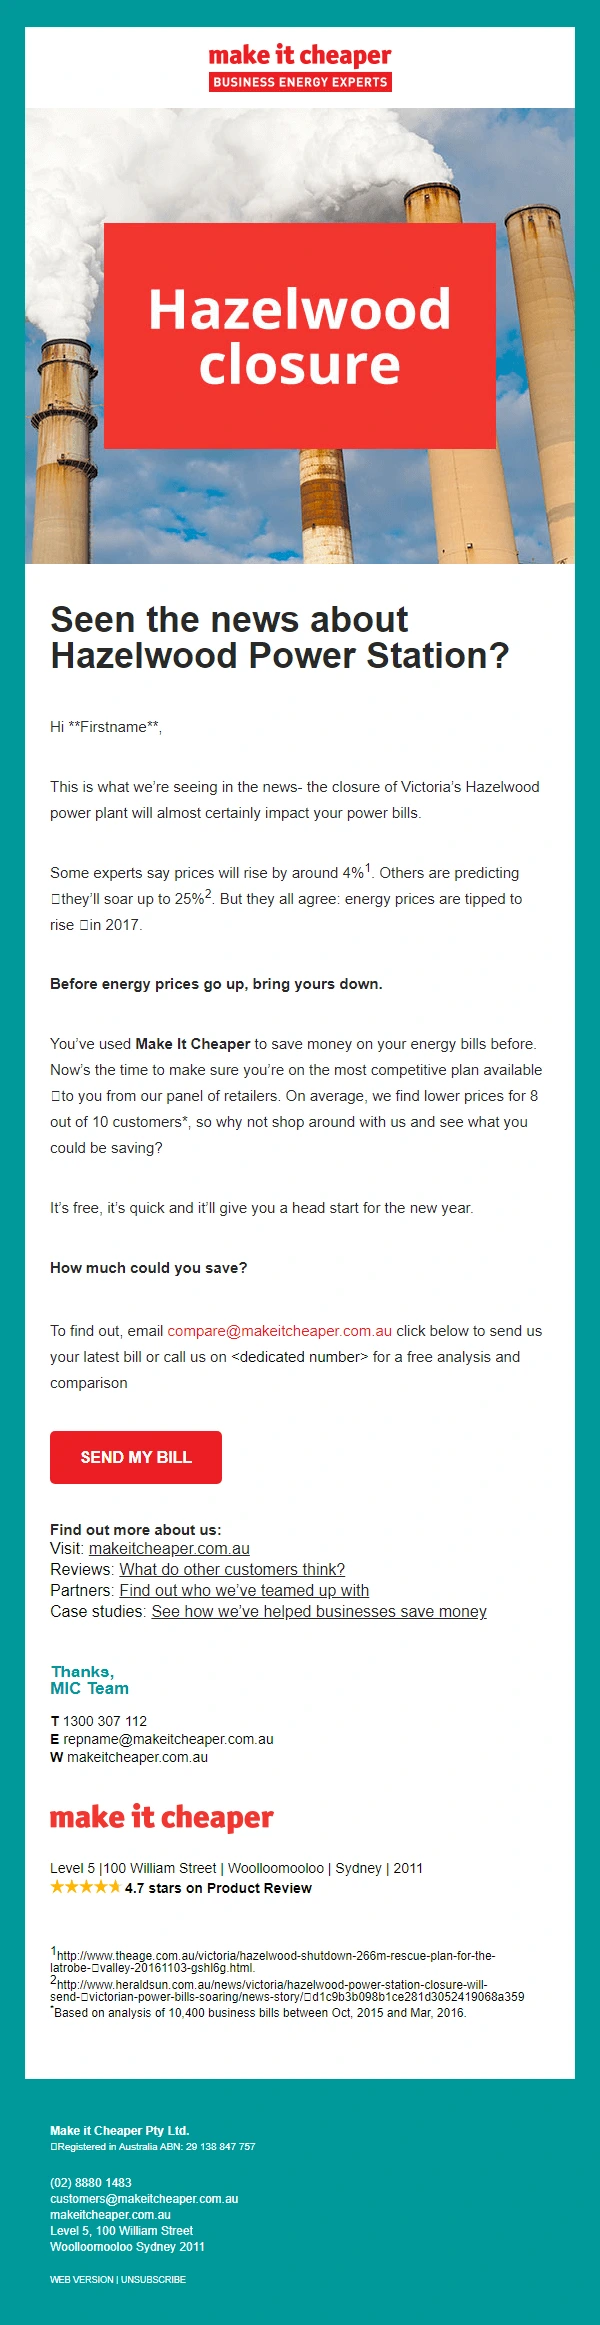 make it cheaper
BUSINESS ENERGY EXPERTS
Hazelwood
closure
Seen the news about
Hazelwood Power Station?
Hi **Firstname**,
This is what we’re seeing in the news- the closure of Victoria’s Hazelwood
power plant will almost certainly impact your power bills.
Some experts say prices will rise by around 4%1. Others are predicting
they’ll soar up to 25%2. But they all agree: energy prices are tipped to
rise in 2017.
Before energy prices go up, bring yours down.
You’ve used Make It Cheaper to save money on your energy bills before.
Now’s the time to make sure you’re on the most competitive plan available
to you from our panel of retailers. On average, we find lower prices for 8
out of 10 customers*, so why not shop around with us and see what you
could be saving?
It’s free, it’s quick and it’ll give you a head start for the new year.
How much could you save?
To find out, email compare@makeitcheaper.com.au click below to send us
your latest bill or call us on <dedicated number> for a free analysis and
comparison
SEND MY BILL
Find out more about us:
Visit: makeitcheaper.com.au
Reviews: What do other customers think?
Partners: Find out who we’ve teamed up with
Case studies: See how we’ve helped businesses save money
Thanks,
MIC Team
T 1300 307 112
E repname@makeitcheaper.com.au
W makeitcheaper.com.au
make it cheaper
Level 5 |100 William Street | Woolloomooloo | Sydney | 2011
4.7 stars on Product Review
1http://www.theage.com.au/victoria/hazelwood-shutdown-266m-rescue-plan-for-the-
latrobe-valley-20161103-gshl6g.html.
2http://www.heraldsun.com.au/news/victoria/hazelwood-power-station-closure-will-
send-victorian-power-bills-soaring/news-story/d1c9b3b098b1ce281d3052419068a359
*Based on analysis of 10,400 business bills between Oct, 2015 and Mar, 2016.
Make it Cheaper Pty Ltd.
Registered in Australia ABN: 29 138 847 757
(02) 8880 1483
customers@makeitcheaper.com.au
makeitcheaper.com.au
Level 5, 100 William Street
Woolloomooloo Sydney 2011
WEB VERSION | UNSUBSCRIBE